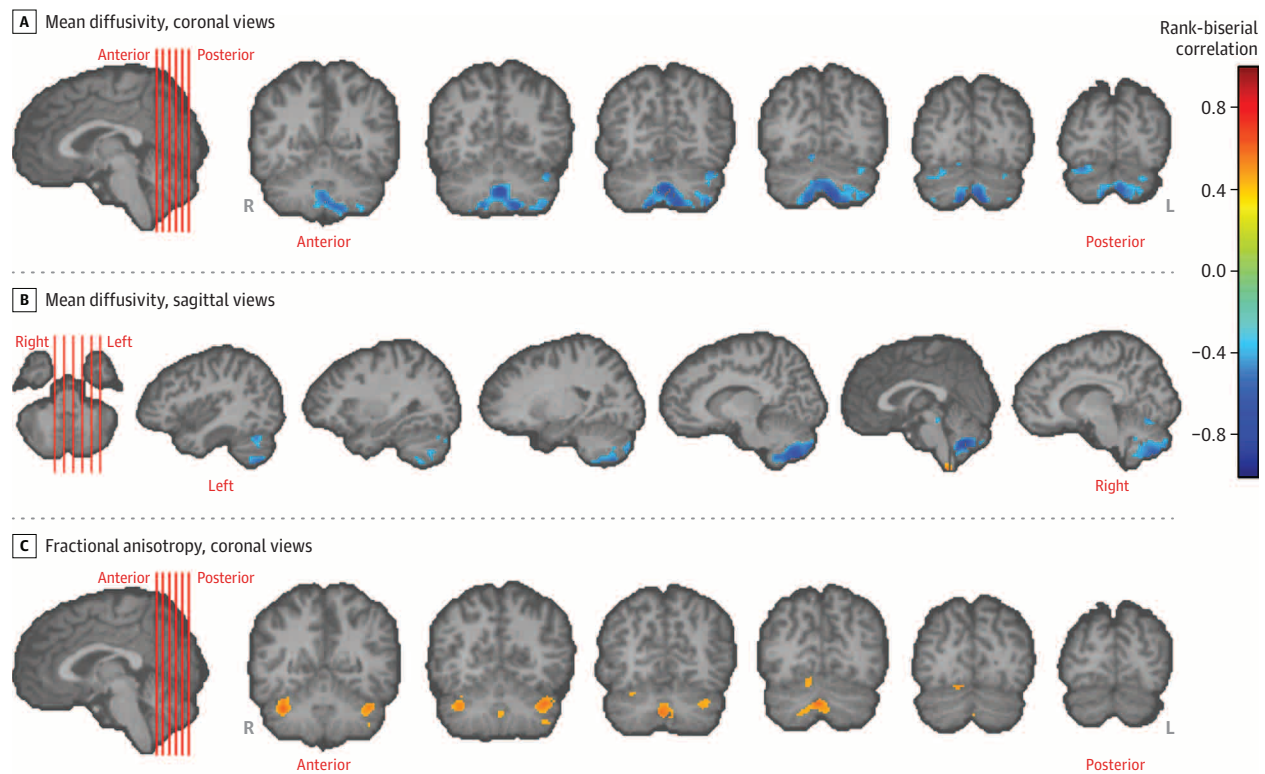 A Mean diffusivity, coronal views
Rank-biserial
correlation
Anterior Posterior
0.8
0.4
R
L
Anterior
Posterior
0.0
B Mean diffusivity, sagittal views
Right Left
−0.4
−0.8
Left
Right
C Fractional anisotropy, coronal views
Anterior Posterior
R
L
Anterior
Posterior